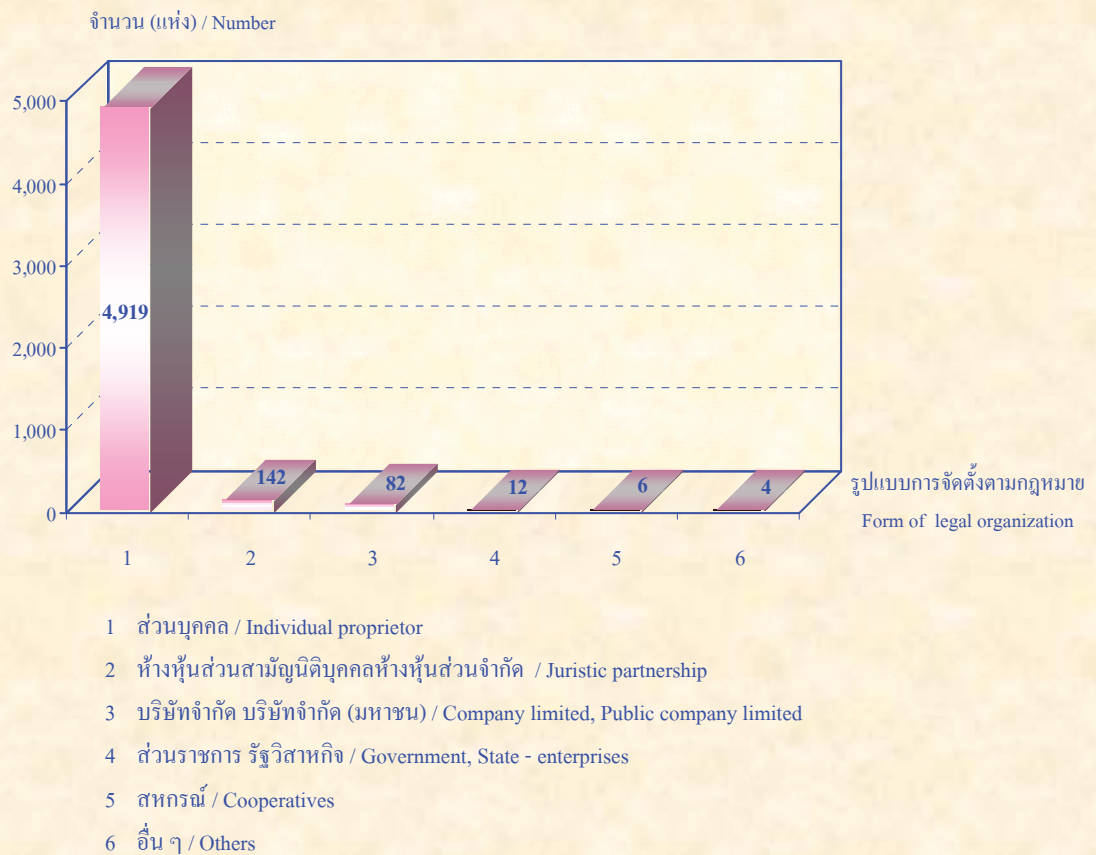 จำนวน (แห่ง) / Number
5,000
4,000
3,000
2,000
1,000
0
4,919
142
82
12
6
4
รูปแบบการจัดตั้งตามกฎหมาย
Form of legal organization
1 2 3 4 5 6
1 ส่วนบุคคล / Individual proprietor
2 ห้างหุ้นส่วนสามัญนิติบุคคลห้างหุ้นส่วนจำกัด / Juristic partnership
3 บริษัทจำกัด บริษัทจำกัด (มหาชน) / Company limited, Public company limited
4 ส่วนราชการ รัฐวิสาหกิจ / Government, State - enterprises
5 สหกรณ์ / Cooperatives
6 อื่น ๆ / Others